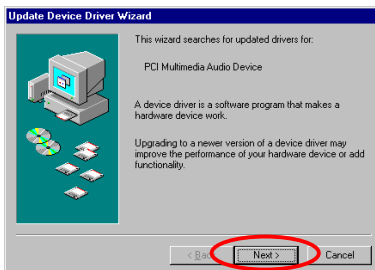 Update Device Driver Wizard
This wizard searches for updated drivers for:
PCI Multimedia Audio Device
A device driver is a software program that makes a
hardware device work.
Upgrading to a newer version of a device driver may
improve the performance of your hardware device or add
functionality.
< Bac Next > Cancel